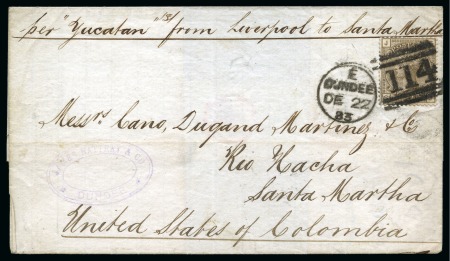 per "Yucatan" s/s from Liverpool to Santa Martha
E
DUNDEE
DE 22
83
114
Messrs Cano, Dugand Martinez, & Co
Rio Hacha
Santa Martha
United States of Colombia